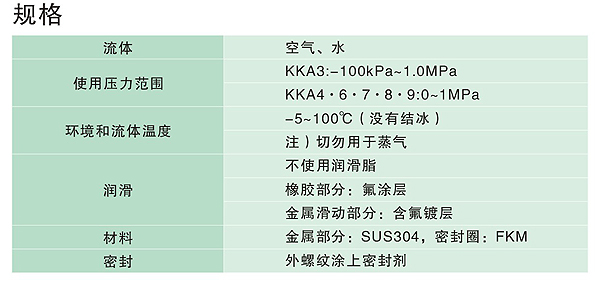 规格
流体 空气、水
使用压力范围 KKA3:-100kPa~1.0MPa
KKA4·6·7·8·9:0~1MPa
环境和流体温度 -5~100℃（没有结冰）
注）切勿用于蒸气
润滑 不使用润滑脂
橡胶部分：氟涂层
金属滑动部分：含氟镀层
材料 金属部分：SUS304，密封圈：FKM
密封 外螺纹涂上密封剂